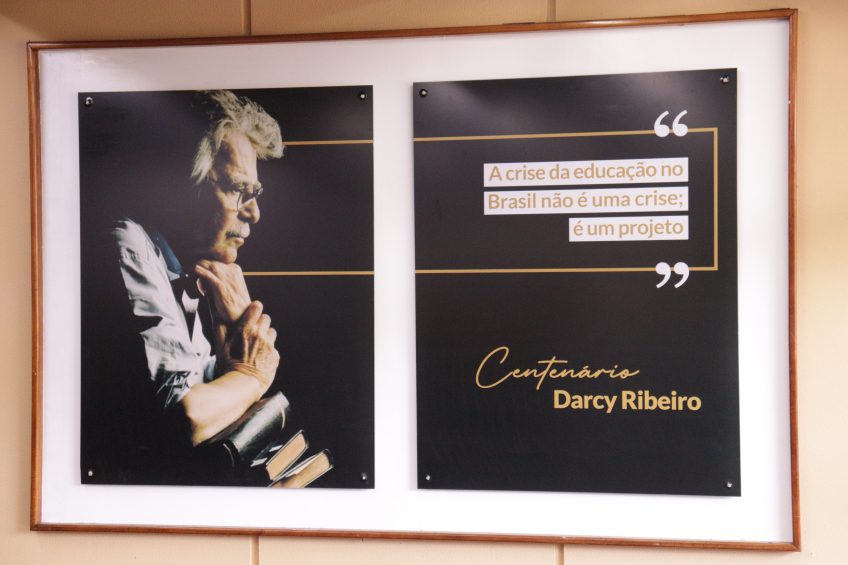 “
A crise da educação no
Brasil não é uma crise;
é um projeto
”
Centenário
Darcy Ribeiro